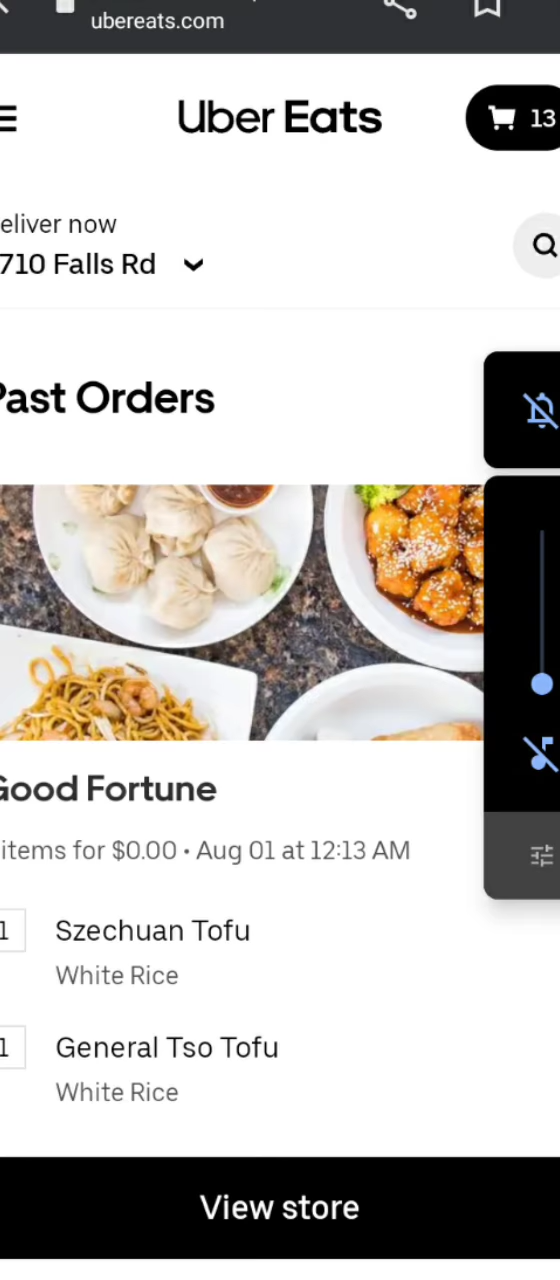 ubereats.com
Uber Eats
13
eliver now
710 Falls Rd
Past Orders
Good Fortune
items for $0.00 • Aug 01 at 12:13 AM
1 Szechuan Tofu
White Rice
1 General Tso Tofu
White Rice
View store